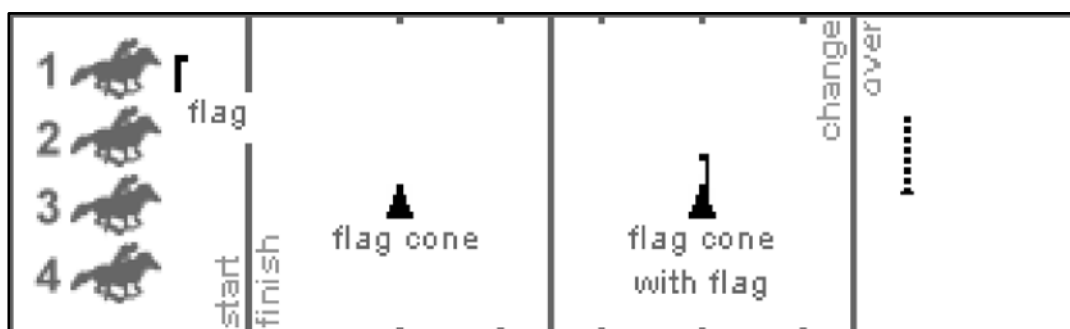 1
flag
2
3
4
start
finish
flag cone
flag cone
with flag
change
over